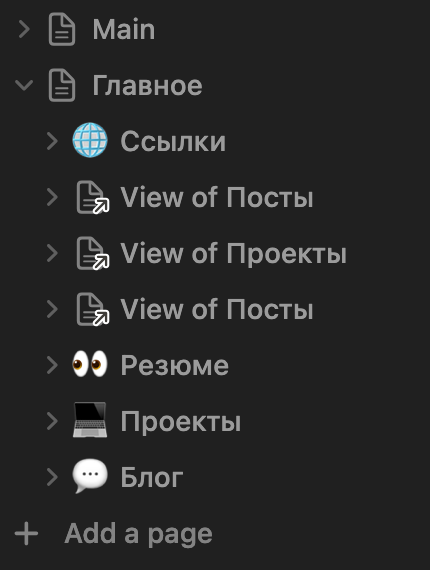 Main
Главное
Ссылки
View of Посты
View of Проекты
View of Посты
Резюме
Проекты
Блог
Add a page